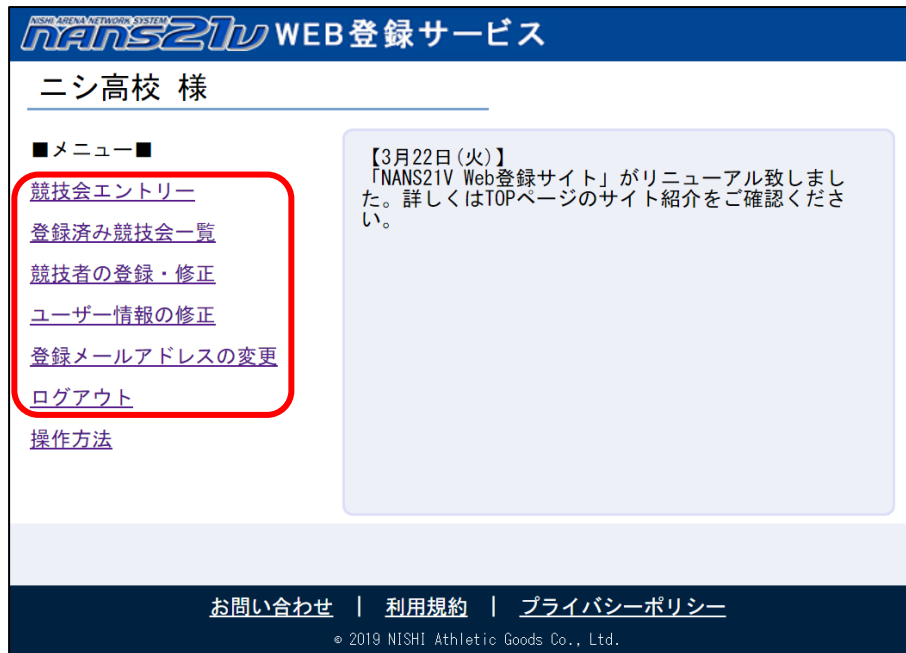 NISHI ARENA NETWORK SYSTEM
nans21v WEB登録サービス
ニシ高校 様
■メニュー■
競技会エントリー
登録済み競技会一覧
競技者の登録・修正
ユーザー情報の修正
登録メールアドレスの変更
ログアウト
操作方法
【3月22日(火)】
「NANS21V Web登録サイト」がリニューアル致しまし
た。詳しくはTOPページのサイト紹介をご確認くださ
い。
お問い合わせ | 利用規約 | プライバシーポリシー
© 2019 NISHI Athletic Goods Co., Ltd.